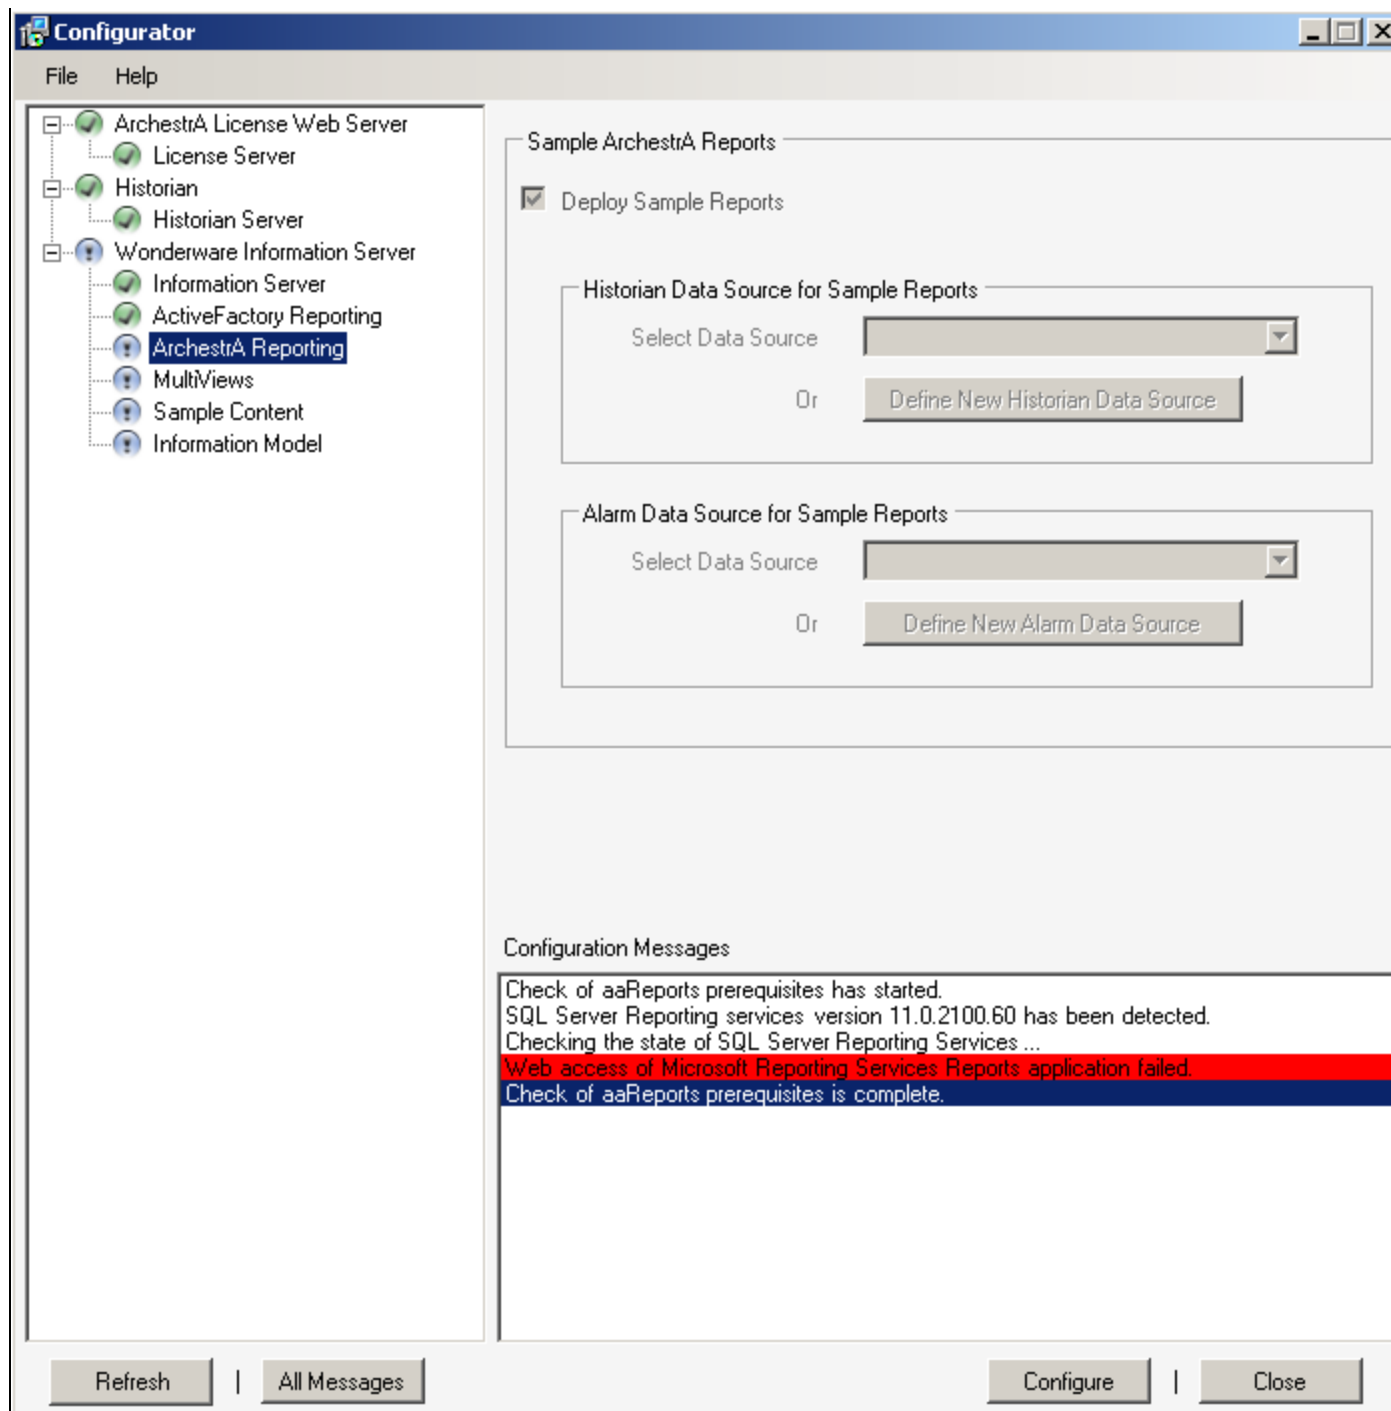 Configurator
File Help
ArchestrA License Web Server
License Server
Historian
Historian Server
Wonderware Information Server
Information Server
ActiveFactory Reporting
ArchestrA Reporting
MultiViews
Sample Content
Information Model
Sample ArchestrA Reports
Deploy Sample Reports
Historian Data Source for Sample Reports
Select Data Source
Or Define New Historian Data Source
Alarm Data Source for Sample Reports
Select Data Source
Or Define New Alarm Data Source
Configuration Messages
Check of aaReports prerequisites has started.
SQL Server Reporting services version 11.0.2100.60 has been detected.
Checking the state of SQL Server Reporting Services ...
Web access of Microsoft Reporting Services Reports application failed.
Check of aaReports prerequisites is complete.
Refresh | All Messages Configure | Close